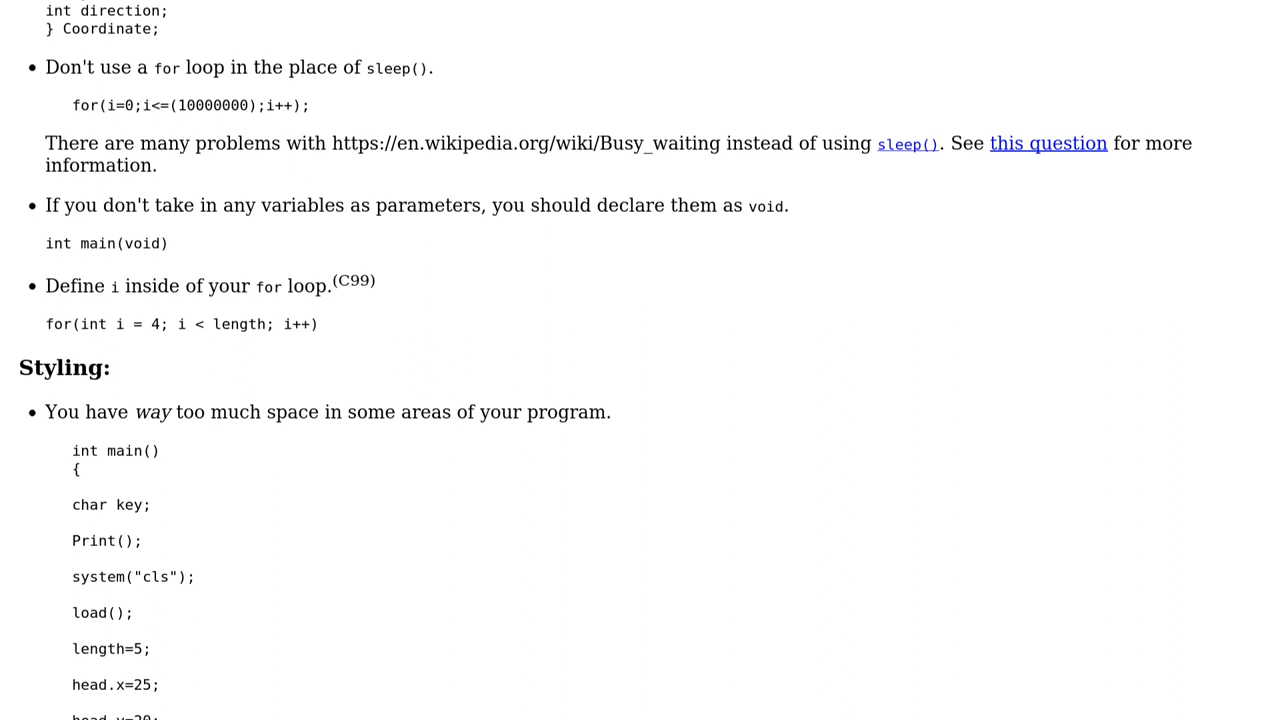 int direction;
} Coordinate;
• Don't use a for loop in the place of sleep().
for(i=0;i<=(10000000);i++);
There are many problems with https://en.wikipedia.org/wiki/Busy_waiting instead of using sleep(). See this question for more
information.
• If you don't take in any variables as parameters, you should declare them as void.
int main(void)
• Define i inside of your for loop.(C99)
for(int i = 4; i < length; i++)
Styling:
• You have way too much space in some areas of your program.
int main()
{
char key;
Print();
system("cls");
load();
length=5;
head.x=25;
head.y=20;